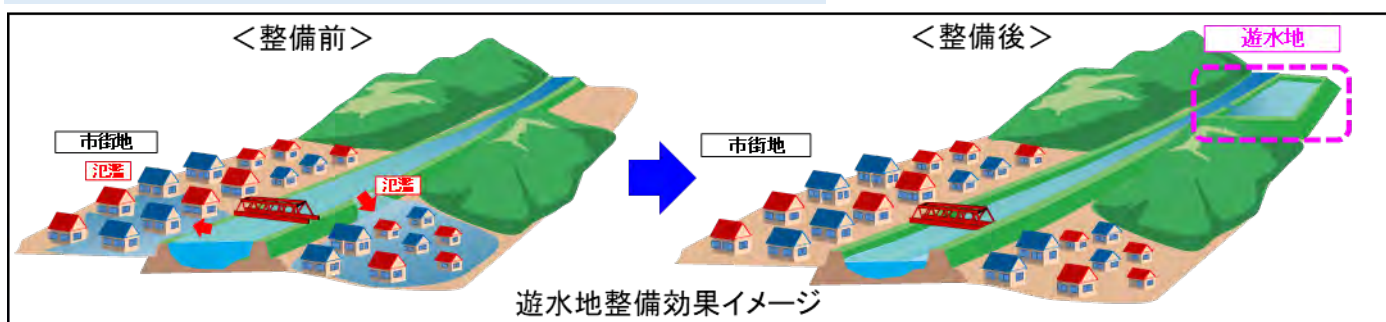 <整備前>
市街地
氾濫
氾濫
<整備後>
遊水地
市街地
遊水地整備効果イメージ